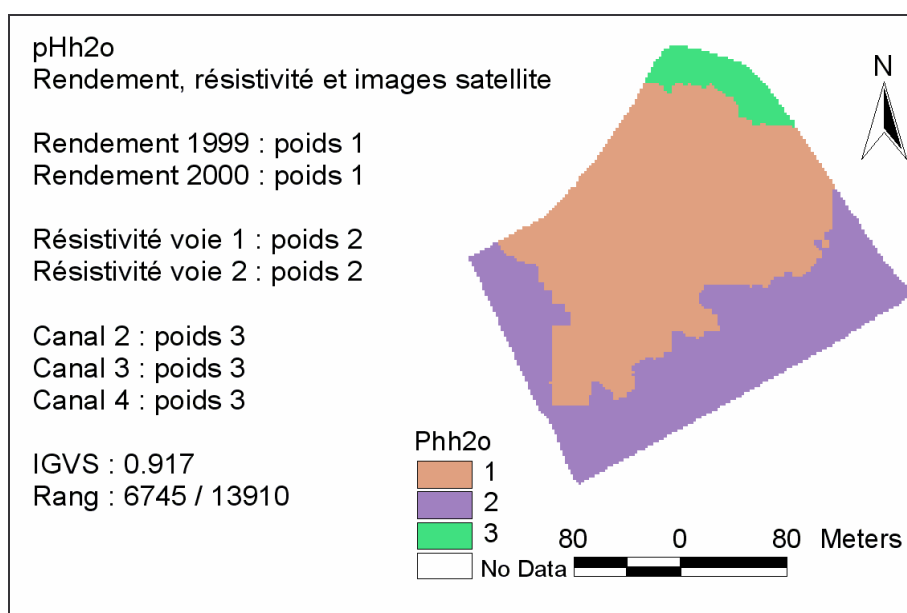 pHh2o
Rendement, résistivité et images satellite
Rendement 1999 : poids 1
Rendement 2000 : poids 1
Résistivité voie 1 : poids 2
Résistivité voie 2 : poids 2
Canal 2 : poids 3
Canal 3 : poids 3
Canal 4 : poids 3
IGVS : 0.917
Rang : 6745 / 13910
N
Phh2o
1
2
3
No Data
80 0 80 Meters